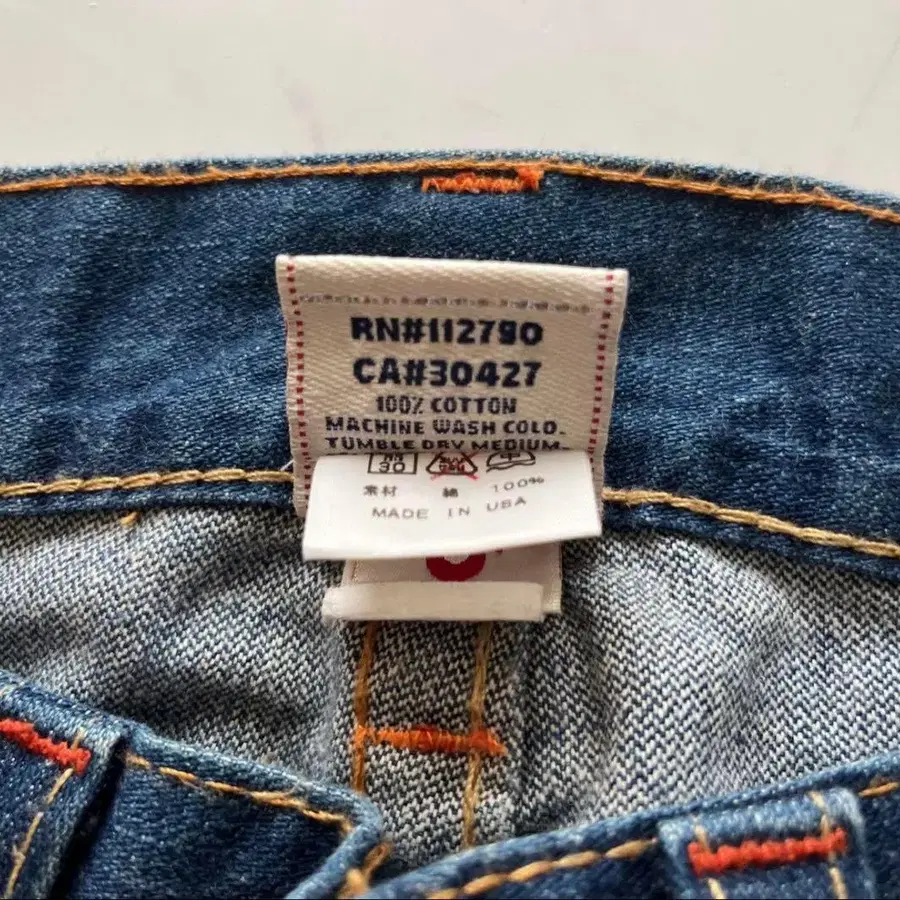 RN#112790
CA#30427
100% COTTON
MACHINE WASH COLD.
TUMBLE DRY MEDIUM.
30
素材 綿 100%
MADE IN USA